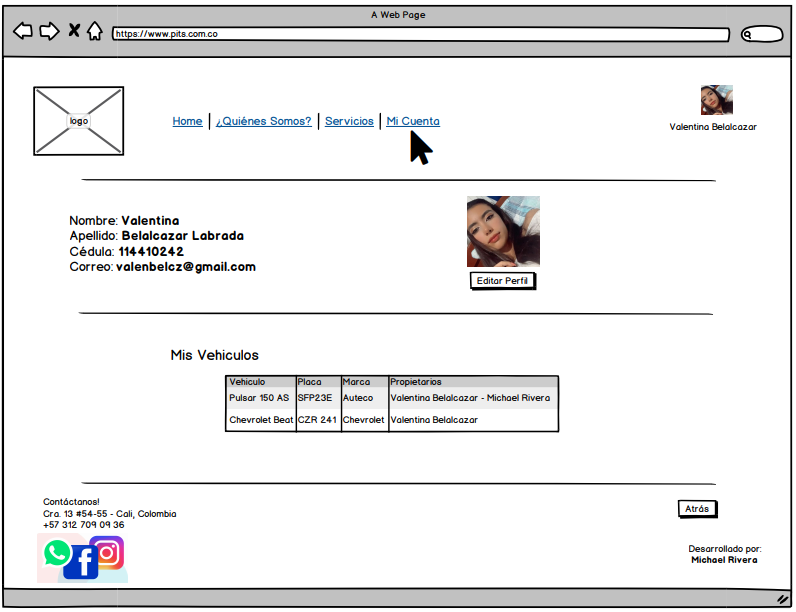 A Web Page
https://www.pits.com.co
logo
Home | ¿Quiénes Somos? | Servicios | Mi Cuenta
Valentina Belalcazar
Nombre: Valentina
Apellido: Belalcazar Labrada
Cédula: 114410242
Correo: valenbelcz@gmail.com
Editar Perfil
Mis Vehiculos
Vehiculo Placa Marca Propietarios
Pulsar 150 AS SFP23E Auteco Valentina Belalcazar - Michael Rivera
Chevrolet Beat CZR 241 Chevrolet Valentina Belalcazar
Contáctanos!
Cra. 13 #54-55 - Cali, Colombia
+57 312 709 09 36
Atrás
Desarrollado por:
Michael Rivera